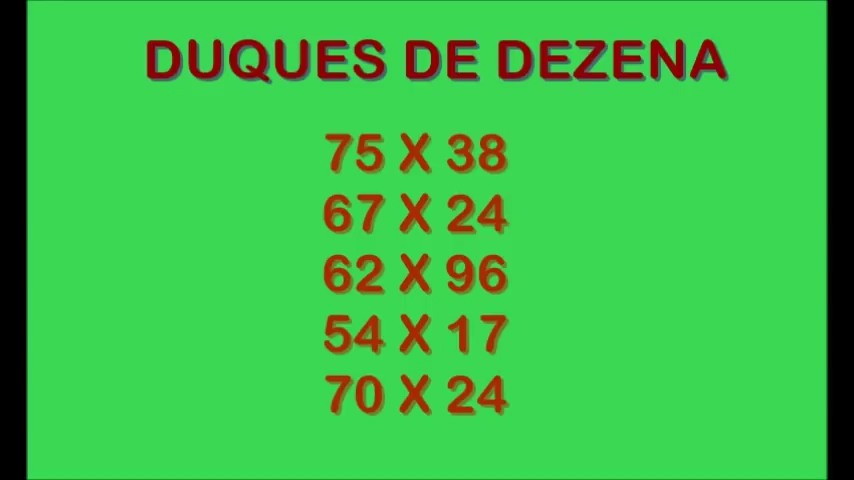 DUQUES DE DEZENA
75 X 38
67 X 24
62 X 96
54 X 17
70 X 24